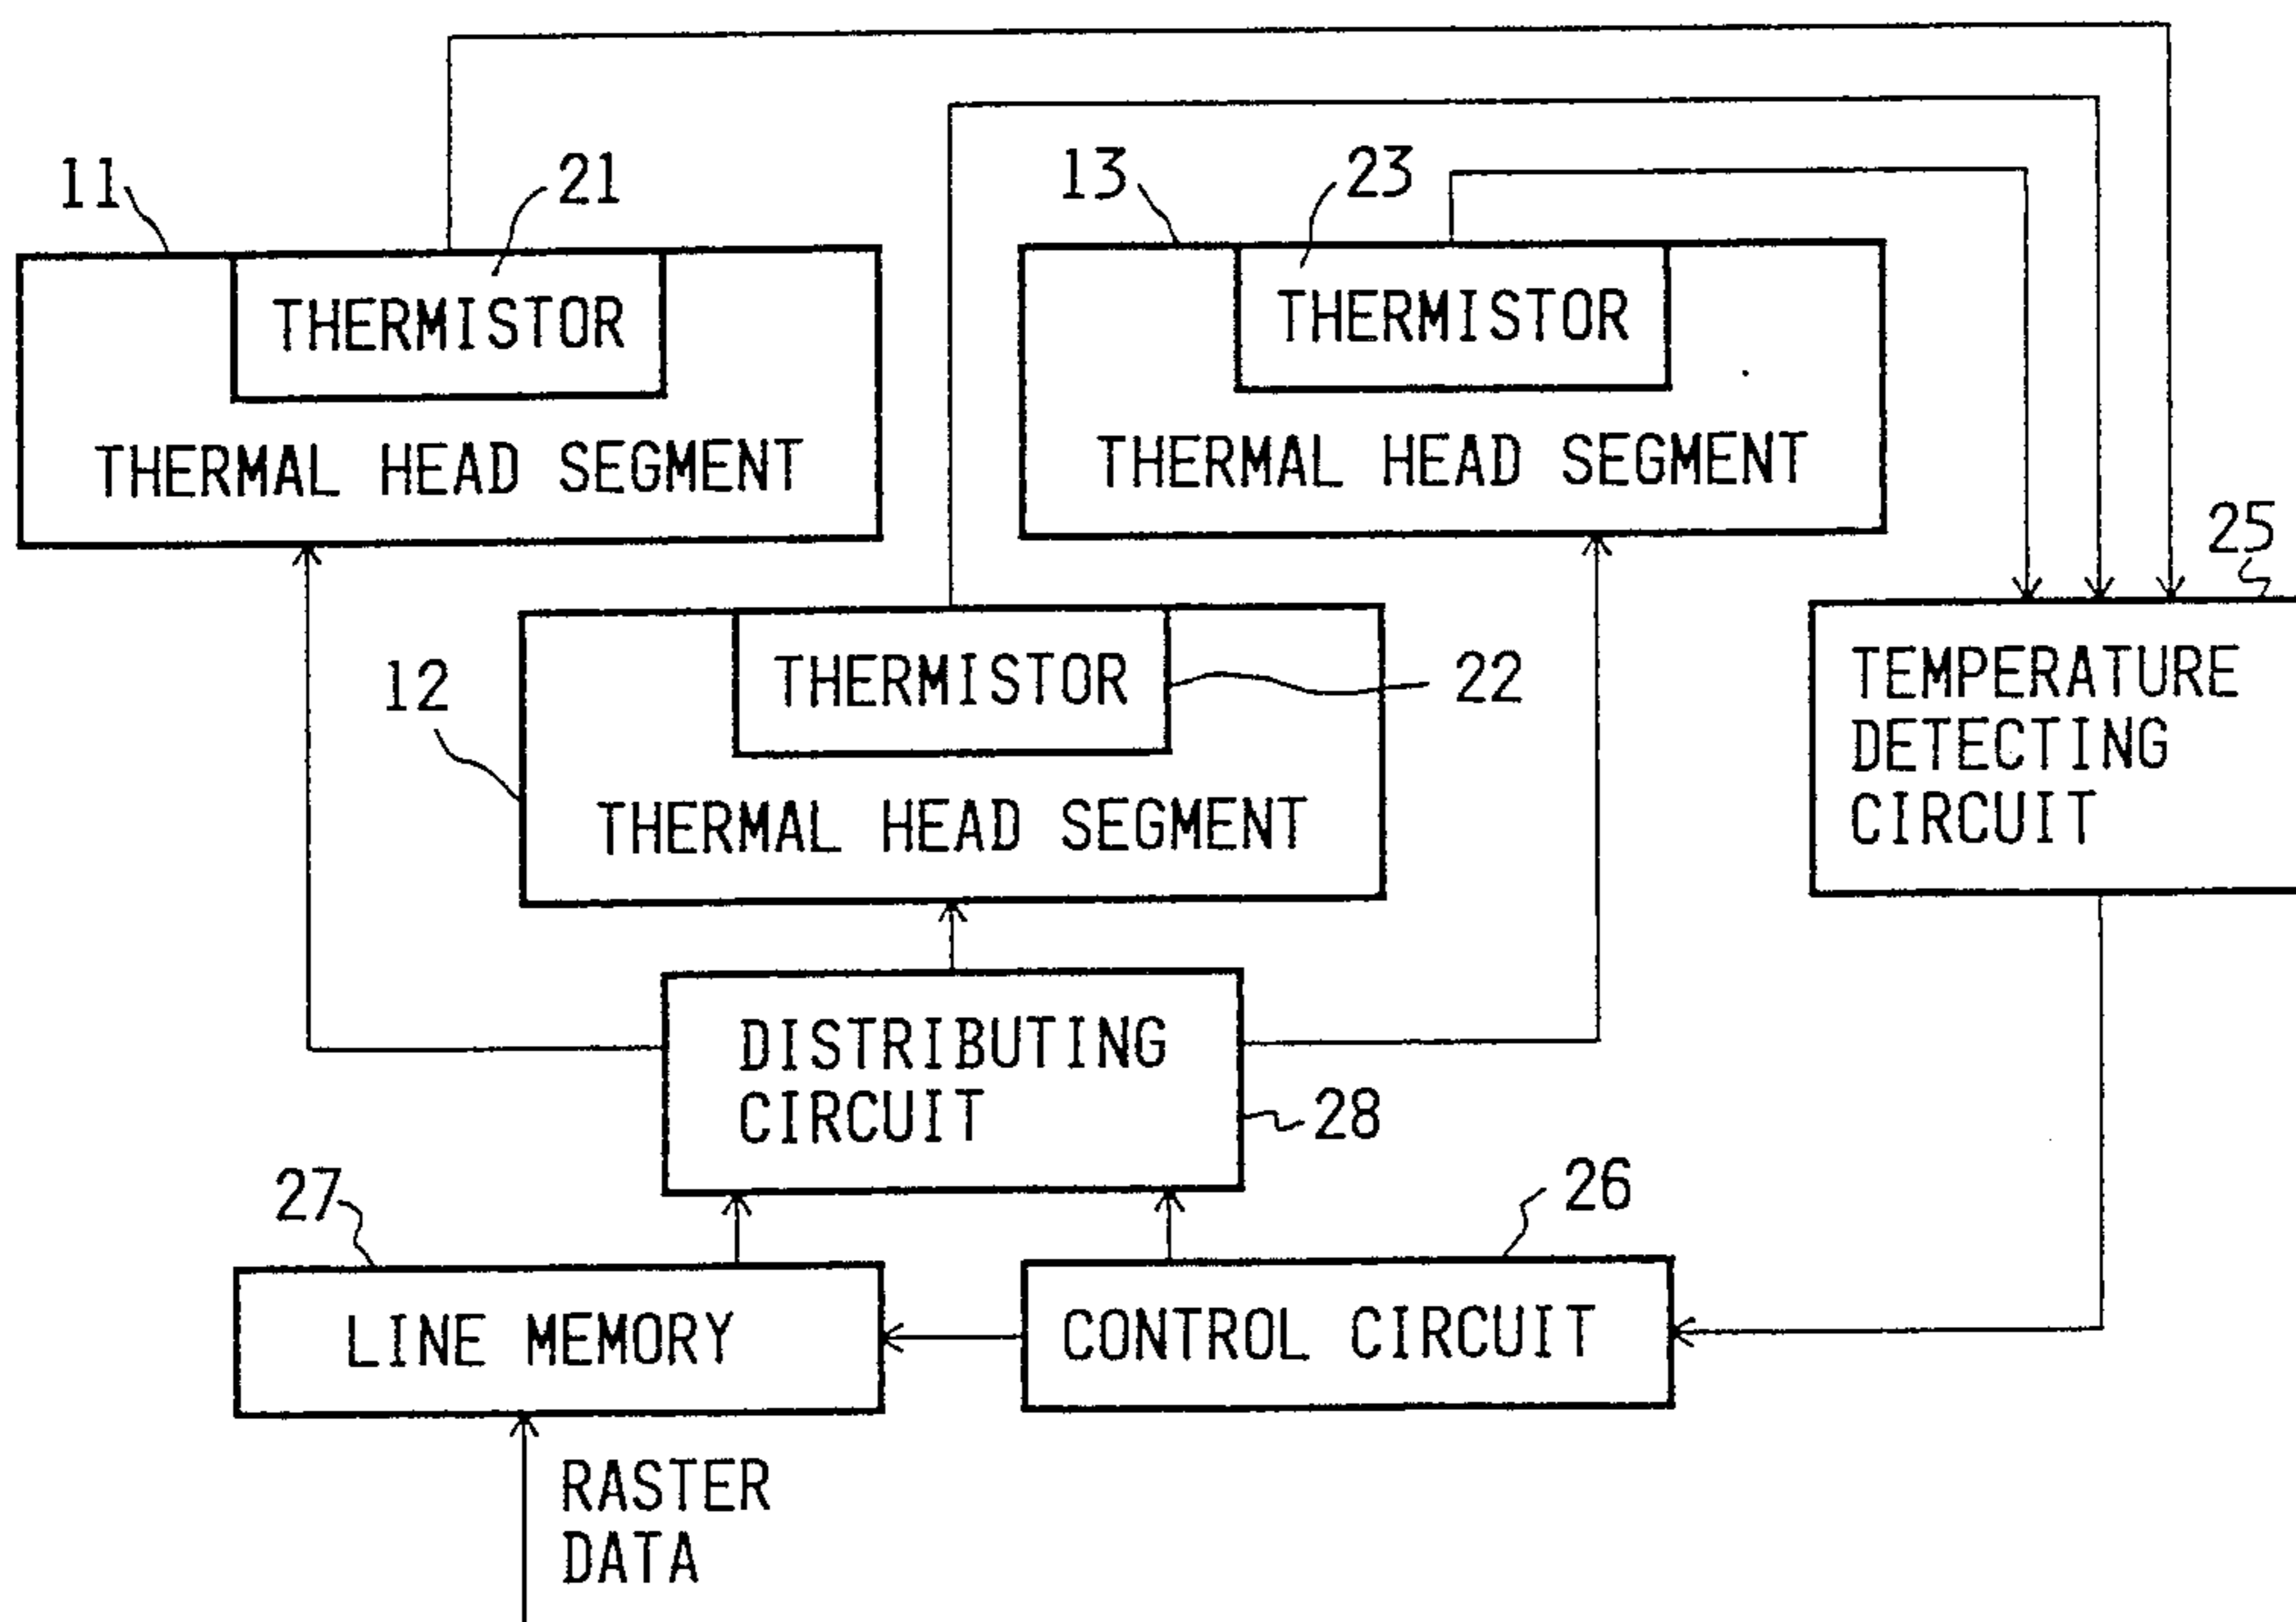 11
21
13
23
THERMISTOR
THERMISTOR
THERMAL HEAD SEGMENT
THERMAL HEAD SEGMENT
25
12
THERMISTOR
22
TEMPERATURE
DETECTING
CIRCUIT
THERMAL HEAD SEGMENT
DISTRIBUTING
CIRCUIT
28
27
26
LINE MEMORY
CONTROL CIRCUIT
RASTER
DATA